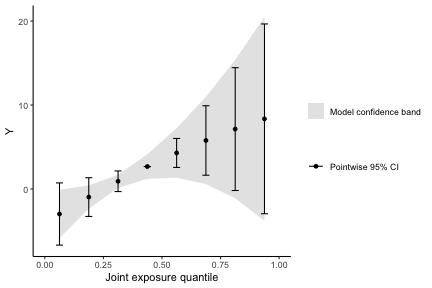 20
10
0
Y
0.00
0.25
0.50
0.75
1.00
Joint exposure quantile
Model confidence band
Pointwise 95% CI